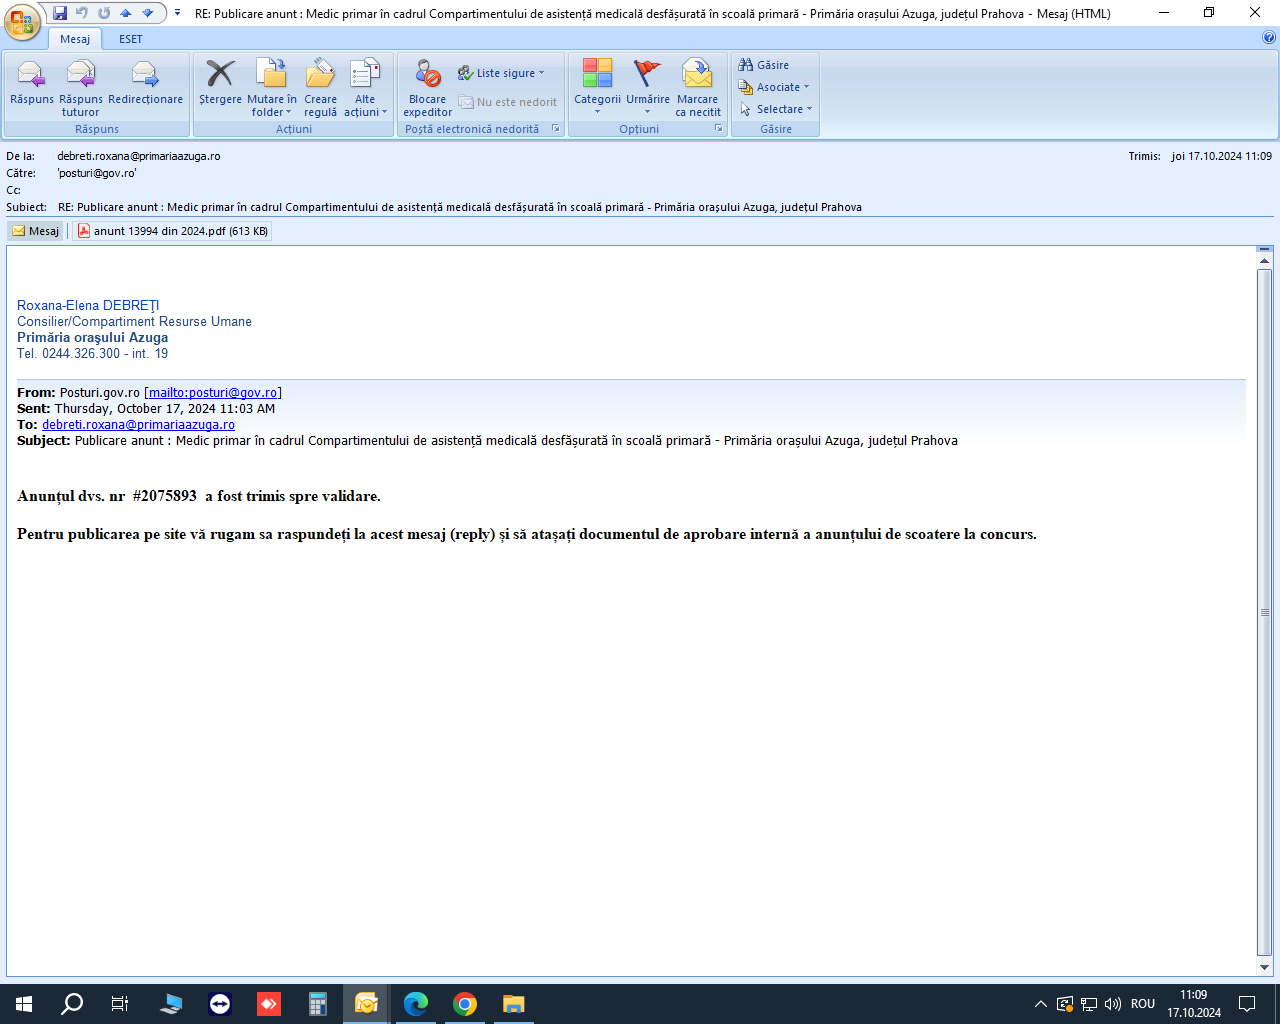 RE: Publicare anunt : Medic primar în cadrul Compartimentului de asistență medicală desfășurată în scoală primară - Primăria orașului Azuga, județul Prahova - Mesaj (HTML)
Mesaj ESET
Răspuns Răspuns tuturor Redirecționare
Răspuns
Ștergere Mutare în folder Creare regulă Alte acțiuni
Acțiuni
Blocare expeditor Liste sigure Nu este nedorit
Poștă electronică nedorită
Categorii Urmărire Marcare ca necitit
Opțiuni
Găsire
Asociate
Selectare
Găsire
De la: debreti.roxana@primariaazuga.ro Trimis: joi 17.10.2024 11:09
Către: 'posturi@gov.ro'
Cc:
Subiect: RE: Publicare anunt : Medic primar în cadrul Compartimentului de asistență medicală desfășurată în scoală primară - Primăria orașului Azuga, județul Prahova
Mesaj anunt 13994 din 2024.pdf (613 KB)
Roxana-Elena DEBREŢI
Consilier/Compartiment Resurse Umane
Primăria oraşului Azuga
Tel. 0244.326.300 - int. 19
From: Posturi.gov.ro [mailto:posturi@gov.ro]
Sent: Thursday, October 17, 2024 11:03 AM
To: debreti.roxana@primariaazuga.ro
Subject: Publicare anunt : Medic primar în cadrul Compartimentului de asistență medicală desfășurată în scoală primară - Primăria orașului Azuga, județul Prahova
Anunțul dvs. nr #2075893 a fost trimis spre validare.
Pentru publicarea pe site vă rugam sa raspundeți la acest mesaj (reply) și să atașați documentul de aprobare internă a anunțului de scoatere la concurs.
ROU
11:09
17.10.2024